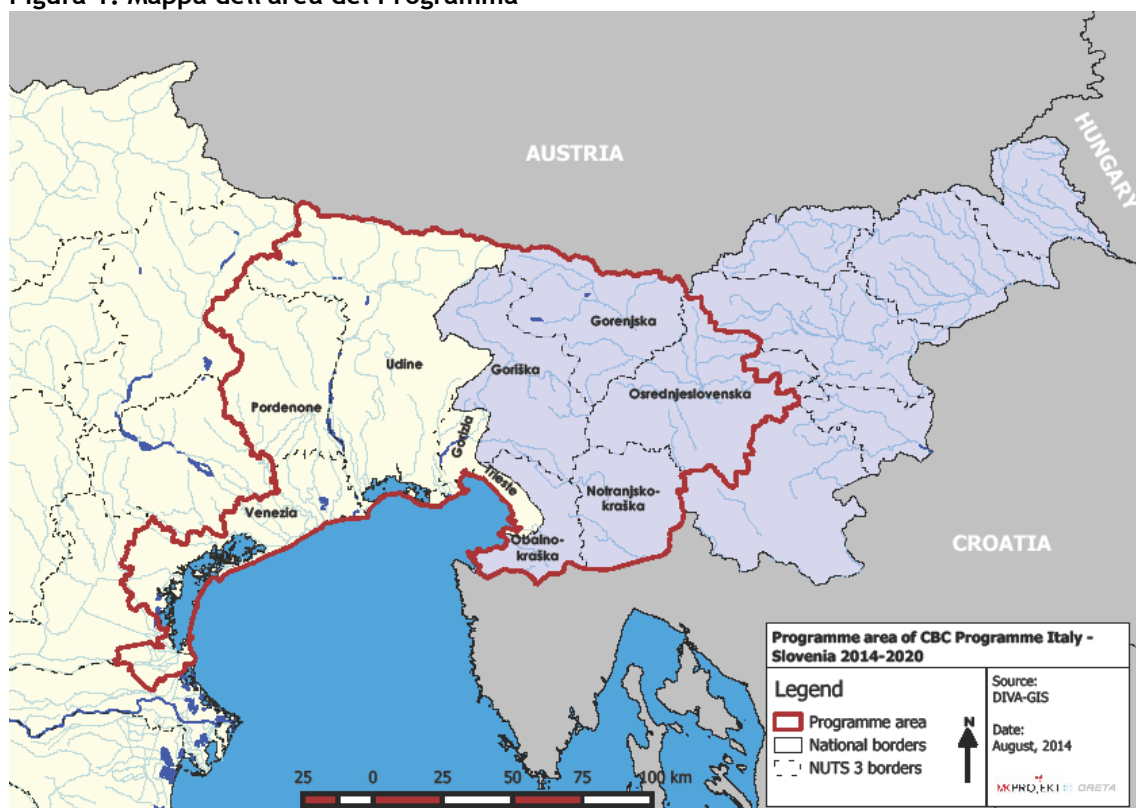 Figura 1. Mappa dell'area del Programma
AUSTRIA
HUNGARY
Gorenjska
Udine
Goriška
Osrednjeslovenska
Pordenone
Gorizia
Trieste
Notranjsko-
kraška
Venezia
Obalno-
kraška
CROATIA
Programme area of CBC Programme Italy -
Slovenia 2014-2020
Legend
Programme area
National borders
NUTS 3 borders
N
Source:
DIVA-GIS
Date:
August, 2014
MKPROJEKT GRETA
25 0 25 50 75 100 km